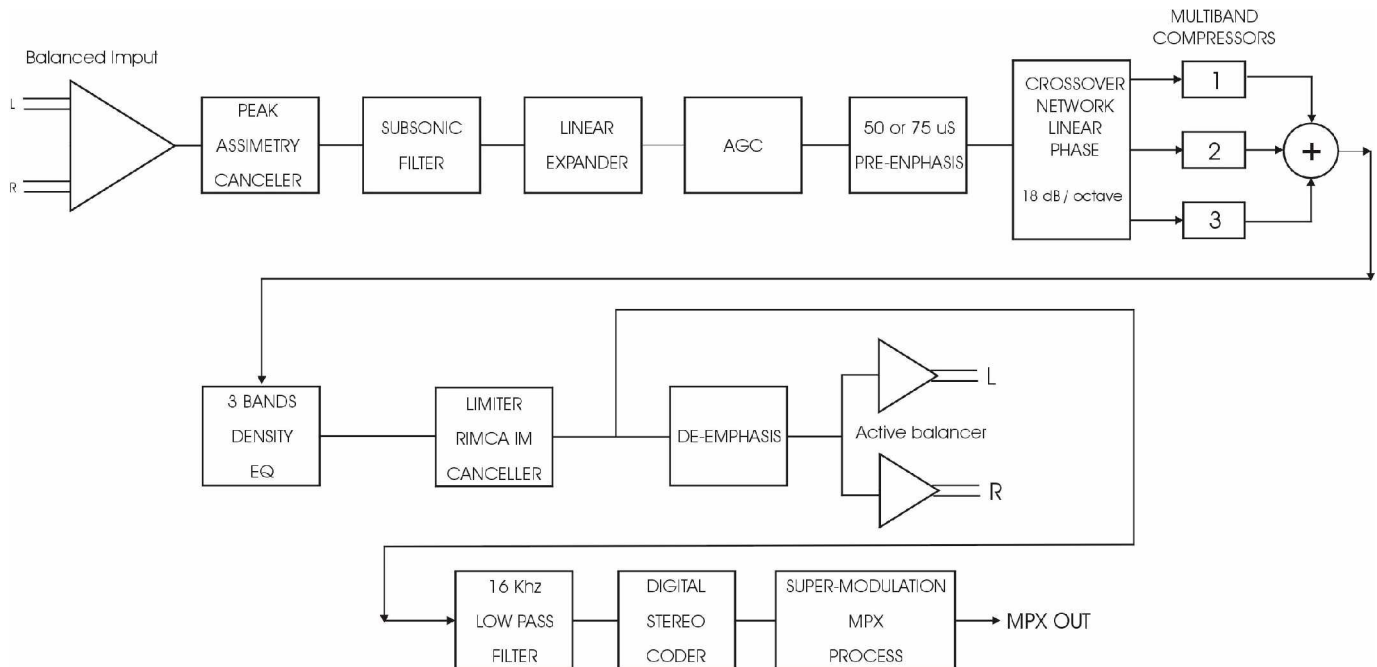 MULTIBAND
COMPRESSORS
Balanced Imput
L
R
PEAK
ASSIMETRY
CANCELER
SUBSONIC
FILTER
LINEAR
EXPANDER
AGC
50 or 75 uS
PRE-ENPHASIS
CROSSOVER
NETWORK
LINEAR
PHASE
18 dB / octave
1
2
3
+
3 BANDS
DENSITY
EQ
LIMITER
RIMCA IM
CANCELLER
DE-EMPHASIS
L
Active balancer
R
16 Khz
LOW PASS
FILTER
DIGITAL
STEREO
CODER
SUPER-MODULATION
MPX
PROCESS
MPX OUT